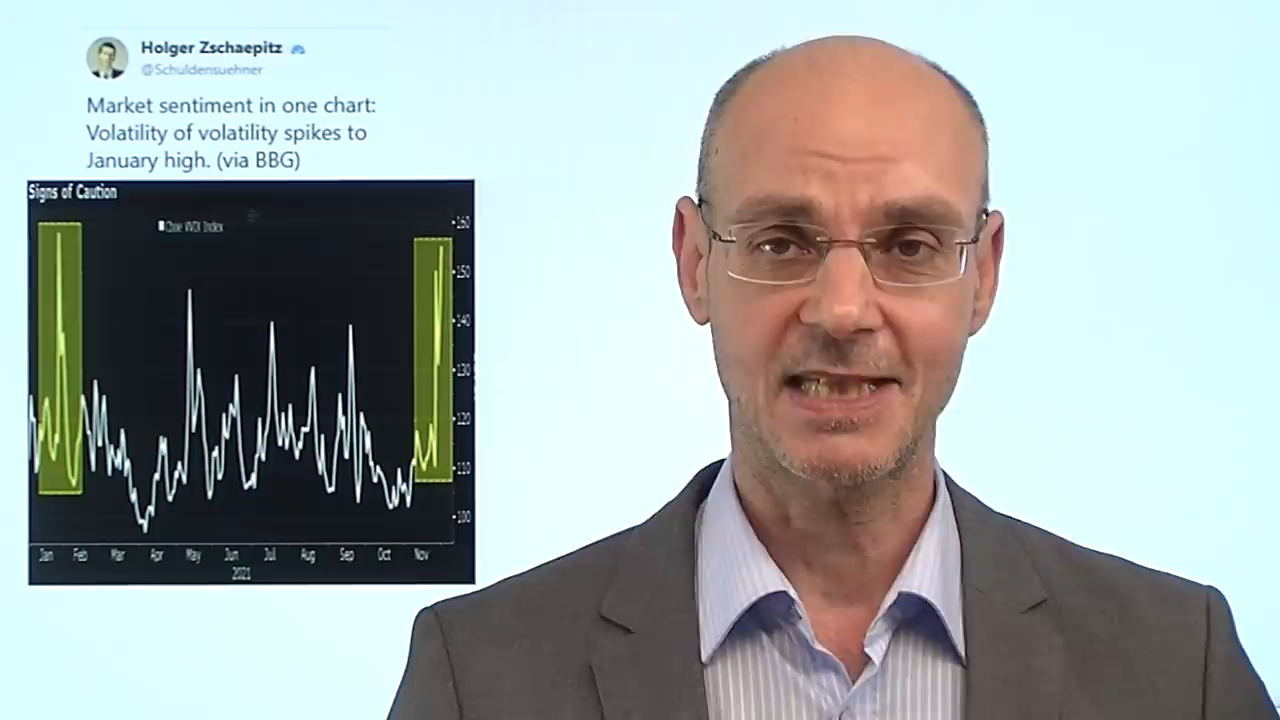 Holger Zschaepitz
@Schuldensuehner
Market sentiment in one chart:
Volatility of volatility spikes to
January high. (via BBG)
Signs of Caution
Cboe VVIX Index
160
150
140
130
120
110
100
Jan Feb Mar Apr May Jun Jul Aug Sep Oct Nov
2021